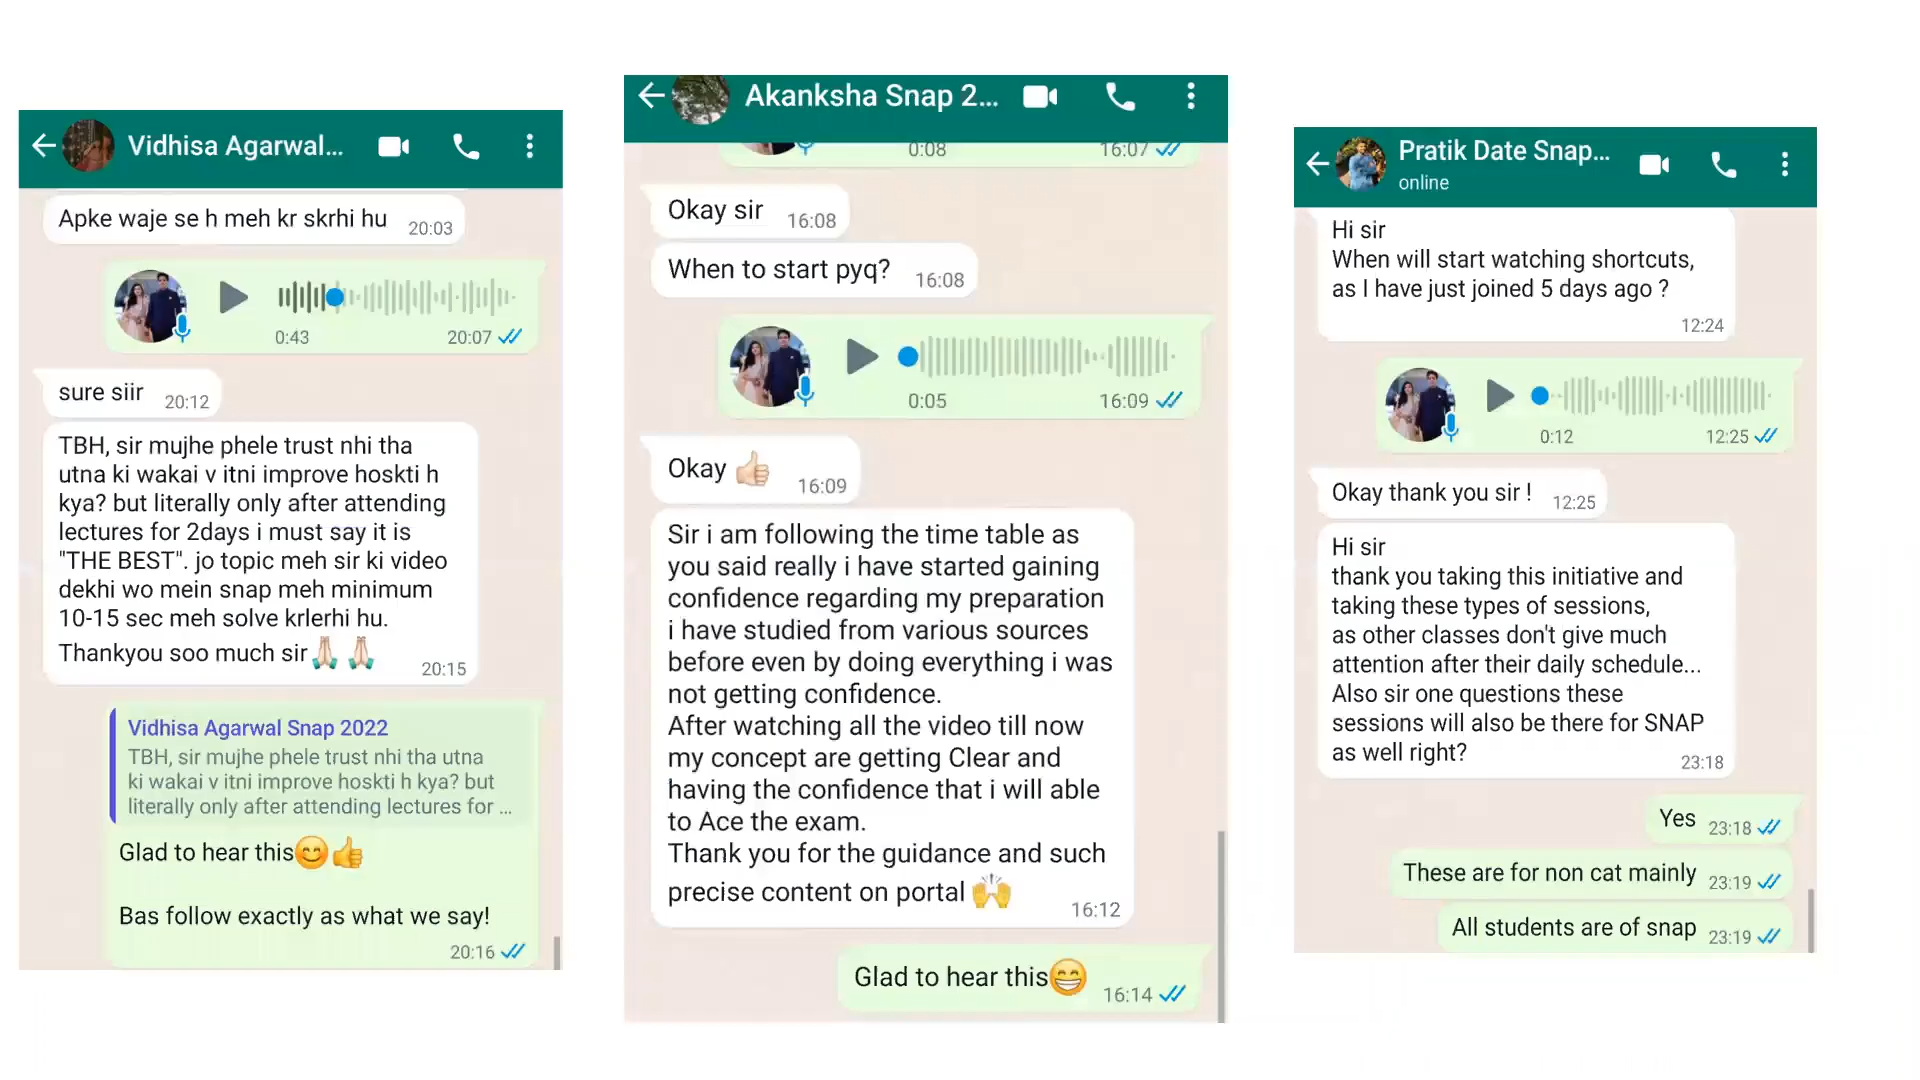 Vidhisa Agarwal...
Apke waje se h meh kr skrhi hu 20:03
0:43 20:07
sure siir 20:12
TBH, sir mujhe phele trust nhi tha
utna ki wakai v itni improve hoskti h
kya? but literally only after attending
lectures for 2days i must say it is
"THE BEST". jo topic meh sir ki video
dekhi wo mein snap meh minimum
10-15 sec meh solve krlerhi hu.
Thankyou soo much sir🙏🏻 🙏🏻 20:15
Vidhisa Agarwal Snap 2022
TBH, sir mujhe phele trust nhi tha utna
ki wakai v itni improve hoskti h kya? but
literally only after attending lectures for ...
Glad to hear this😊👍
Bas follow exactly as what we say!
20:16
Akanksha Snap 2...
0:08 16:07
Okay sir 16:08
When to start pyq? 16:08
0:05 16:09
Okay 👍🏻 16:09
Sir i am following the time table as
you said really i have started gaining
confidence regarding my preparation
i have studied from various sources
before even by doing everything i was
not getting confidence.
After watching all the video till now
my concept are getting Clear and
having the confidence that i will able
to Ace the exam.
Thank you for the guidance and such
precise content on portal 🙌 16:12
Glad to hear this😁 16:14
Pratik Date Snap...
online
Hi sir
When will start watching shortcuts,
as I have just joined 5 days ago ?
12:24
0:12 12:25
Okay thank you sir ! 12:25
Hi sir
thank you taking this initiative and
taking these types of sessions,
as other classes don't give much
attention after their daily schedule...
Also sir one questions these
sessions will also be there for SNAP
as well right?
23:18
Yes 23:18
These are for non cat mainly 23:19
All students are of snap 23:19